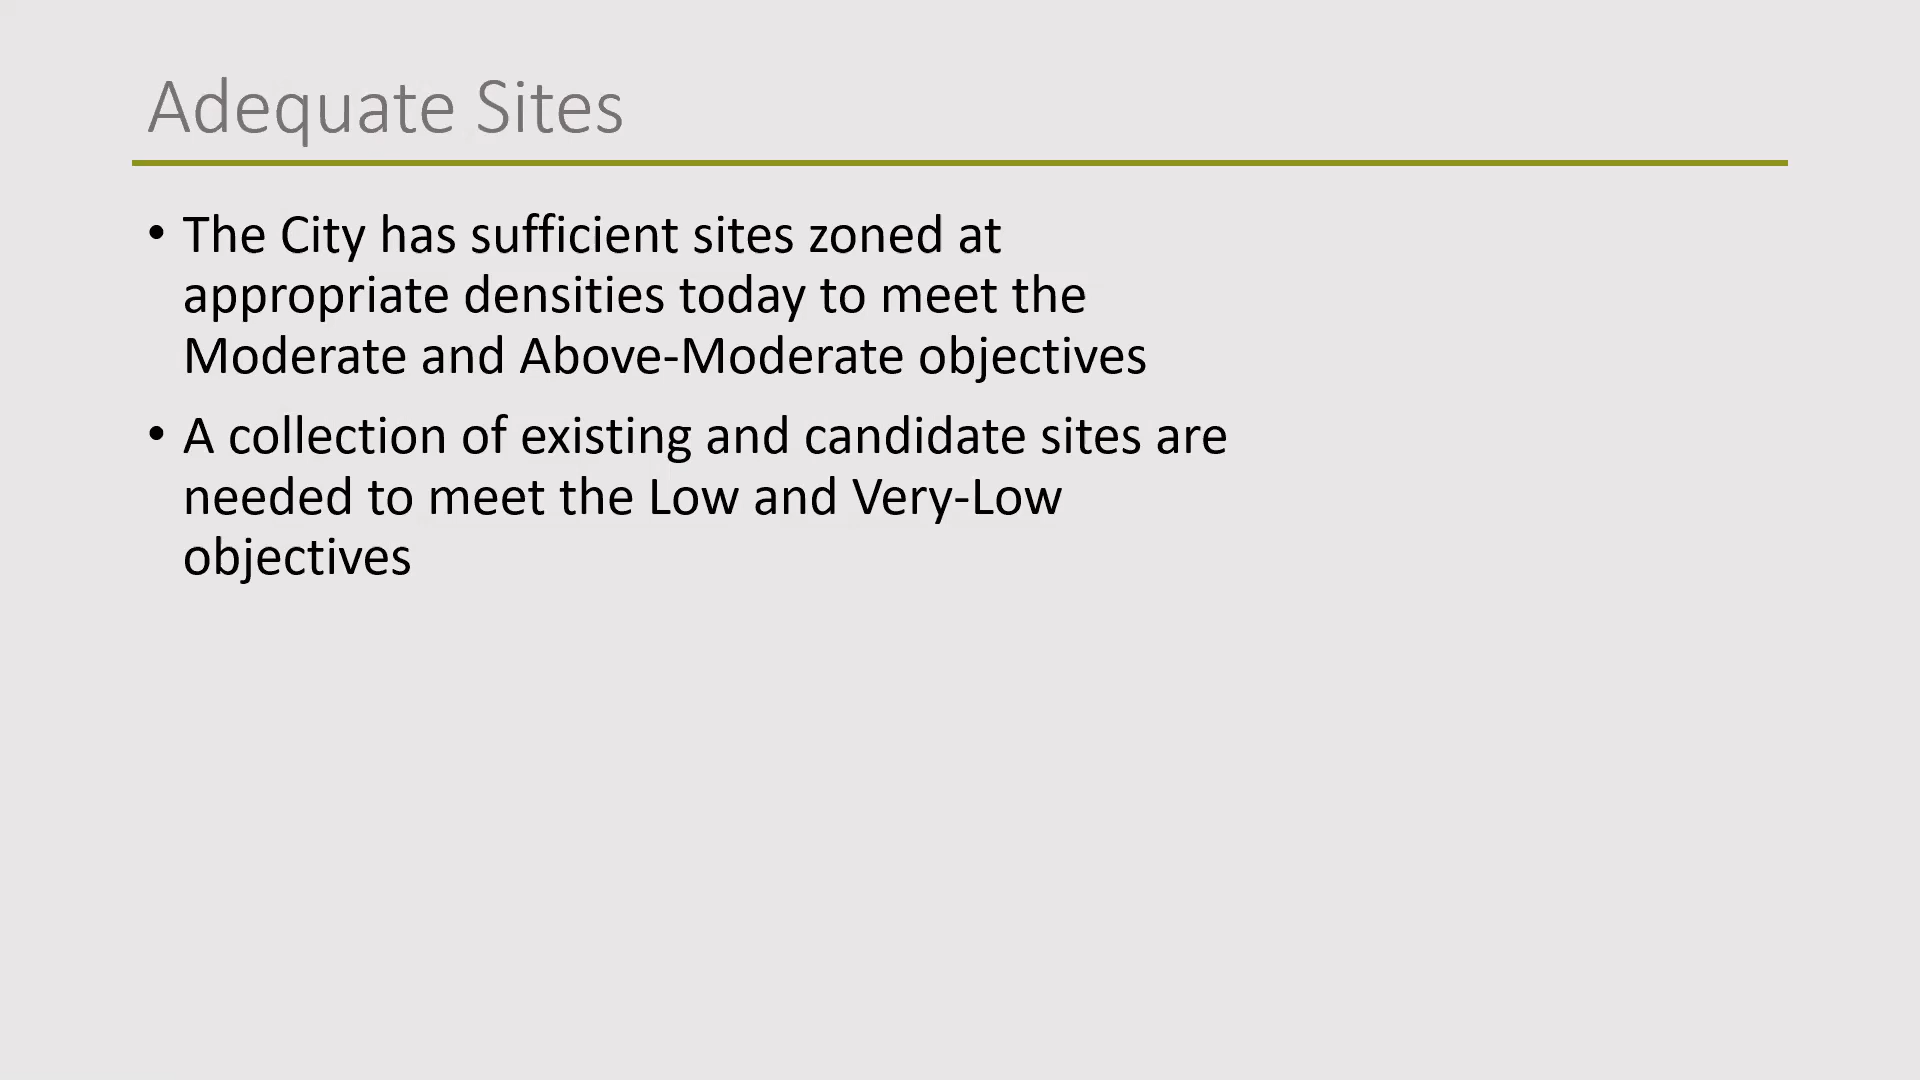 Adequate Sites
• The City has sufficient sites zoned at
appropriate densities today to meet the
Moderate and Above-Moderate objectives
• A collection of existing and candidate sites are
needed to meet the Low and Very-Low
objectives